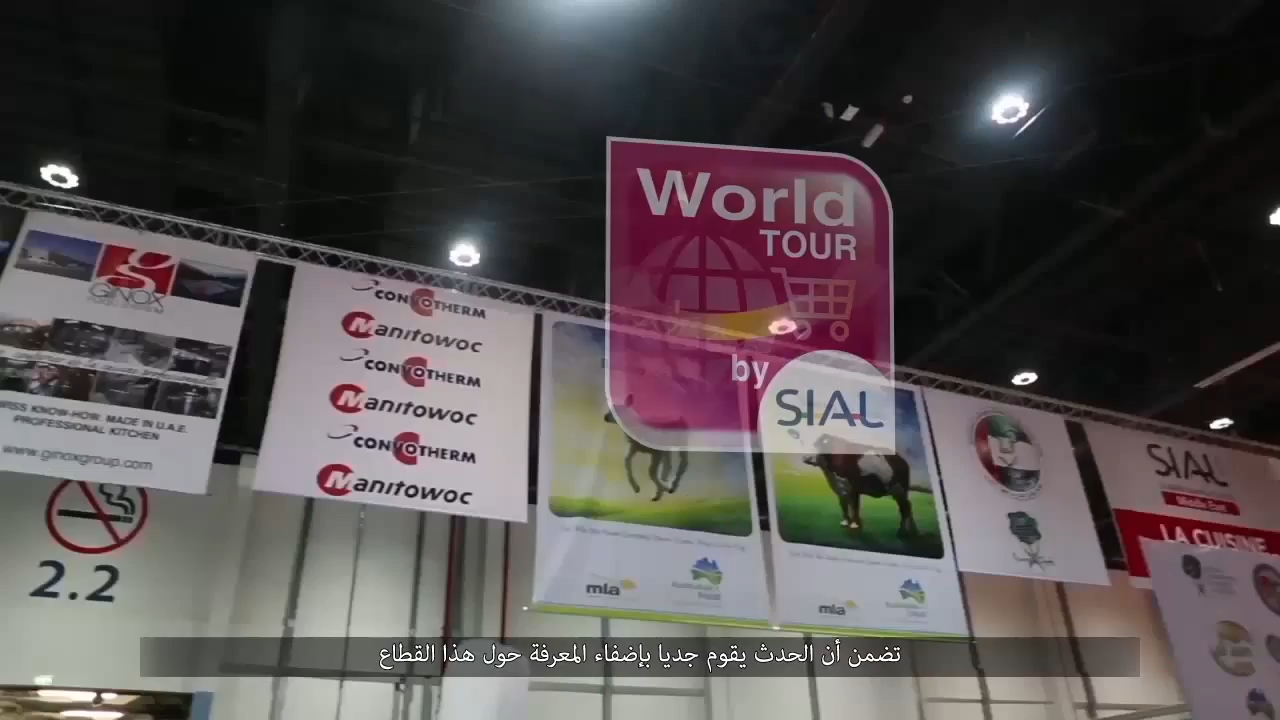 World
TOUR
by
SIAL
GINOX
SWISS KNOW-HOW: MADE IN U.A.E.
PROFESSIONAL KITCHEN
www.ginoxgroup.com
CONVOTHERM
Manitowoc
CONVOTHERM
Manitowoc
CONVOTHERM
Manitowoc
mla
mla
SIAL
Middle East
LA CUISINE
2.2
تضمن أن الحدث يقوم جديا بإضفاء المعرفة حول هذا القطاع